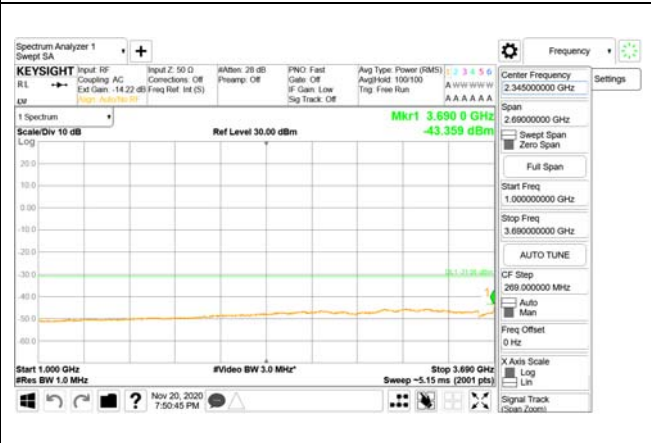 Spectrum Analyzer 1
Swept SA
+
Frequency
KEYSIGHT
RL
Input: RF
Coupling: AC
Ext Gain: -14.22 dB
Align: Auto/No RF
Input Z: 50 Ω
Corrections: Off
Freq Ref: Int (S)
#Atten: 28 dB
Preamp: Off
PNO: Fast
Gate: Off
IF Gain: Low
Sig Track: Off
Avg Type: Power (RMS)
Avg|Hold: 100/100
Trig: Free Run
1 2 3 4 5 6
A W W W W W
A A A A A A
1 Spectrum
Scale/Div 10 dB
Log
Ref Level 30.00 dBm
Mkr1 3.690 0 GHz
-43.359 dBm
20.0
10.0
0.00
-10.0
-20.0
-30.0
-40.0
-50.0
-60.0
1
Start 1.000 GHz
#Res BW 1.0 MHz
#Video BW 3.0 MHz*
Stop 3.690 GHz
Sweep ~5.15 ms (2001 pts)
Center Frequency
2.345000000 GHz
Settings
Span
2.69000000 GHz
Swept Span
Zero Span
Full Span
Start Freq
1.000000000 GHz
Stop Freq
3.690000000 GHz
AUTO TUNE
CF Step
269.000000 MHz
Auto
Man
Freq Offset
0 Hz
X Axis Scale
Log
Lin
Signal Track
(Span Zoom)
?
Nov 20, 2020
7:50:45 PM